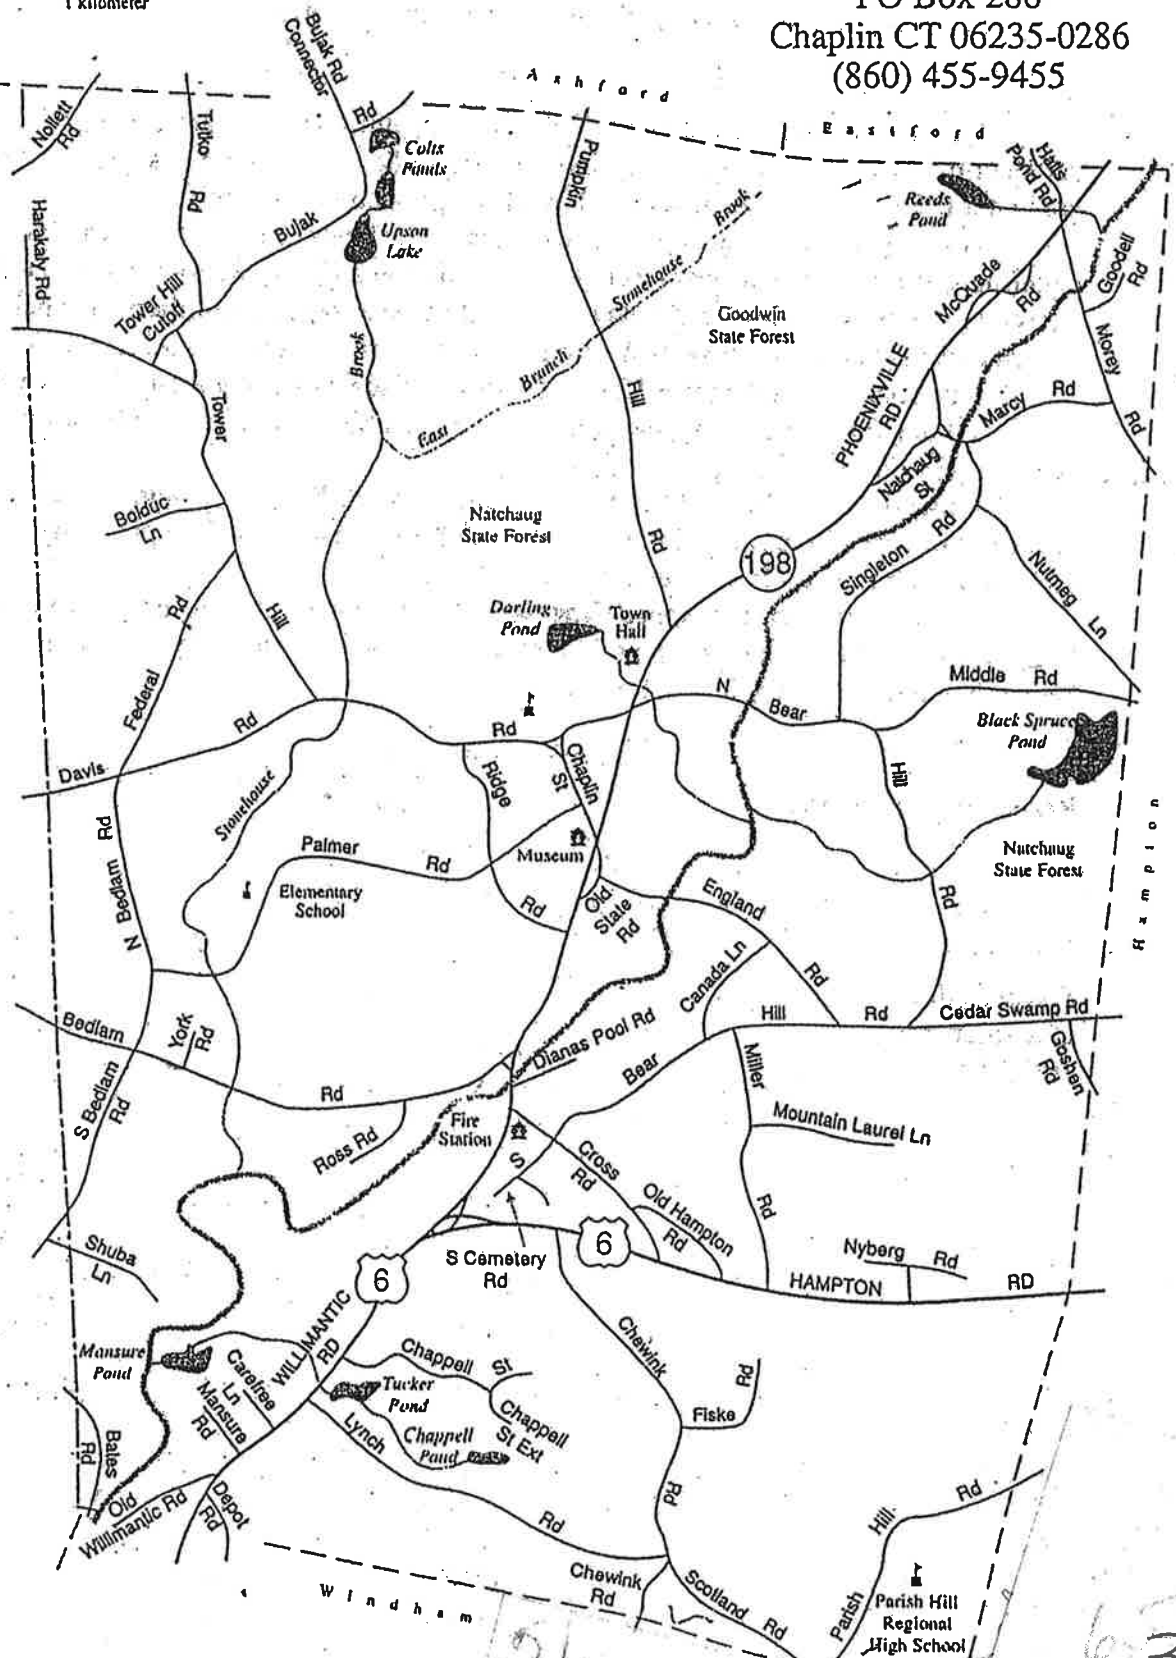 1 kilometer
PO Box 286
Chaplin CT 06235-0286
(860) 455-9455
Bujak Rd
Connector
Ashford
Eastford
Nollett
Rd
Tulko
Rd
Rd
Colts
Ponds
Pumpkin
Halls
Pond Rd
Reeds
Pond
Harakaly Rd
Bujak
Upson
Lake
Brook
Stonehouse
McQuade
Rd
Goodell
Rd
Tower Hill
Cutoff
Goodwin
State Forest
Brook
Branch
East
Hill
PHOENIXVILLE
RD
Morey
Rd
Marcy
Rd
Tower
Natchaug
St
Bolduc
Ln
Natchaug
State Forest
Rd
198
Singleton
Rd
Nutmeg
Ln
Rd
Hill
Darling
Pond
Town
Hall
Federal
Middle
Rd
N
Bear
Black Spruce
Pond
Rd
Rd
Davis
Ridge
Chaplin
St
Hill
Hampton
Stonehouse
N Bedlam
Rd
Palmer
Rd
Museum
Natchaug
State Forest
Elementary
School
Rd
Old
State
Rd
England
Rd
Canada Ln
Rd
Hill
Rd
Cedar Swamp Rd
Bedlam
York
Rd
Dianas Pool Rd
Bear
Miller
Goshen
Rd
S Bedlam
Rd
Rd
Fire
Station
Mountain Laurel Ln
Ross Rd
S
Cross
Rd
Old Hampton
Rd
Rd
Shuba
Ln
6
S Cemetery
Rd
6
Nyberg
Rd
HAMPTON
RD
WILLIMANTIC
RD
Mansure
Pond
Carefree
Ln
Mansure
Rd
Chappell
St
Chewink
Rd
Fiske
Tucker
Pond
Chappell
St Ext
Lynch
Chappell
Pond
Bates
Rd
Old
Willimantic Rd
Depot
Rd
Rd
Rd
Hill
Rd
Windham
Chewink
Rd
Scotland
Rd
Parish
Parish Hill
Regional
High School